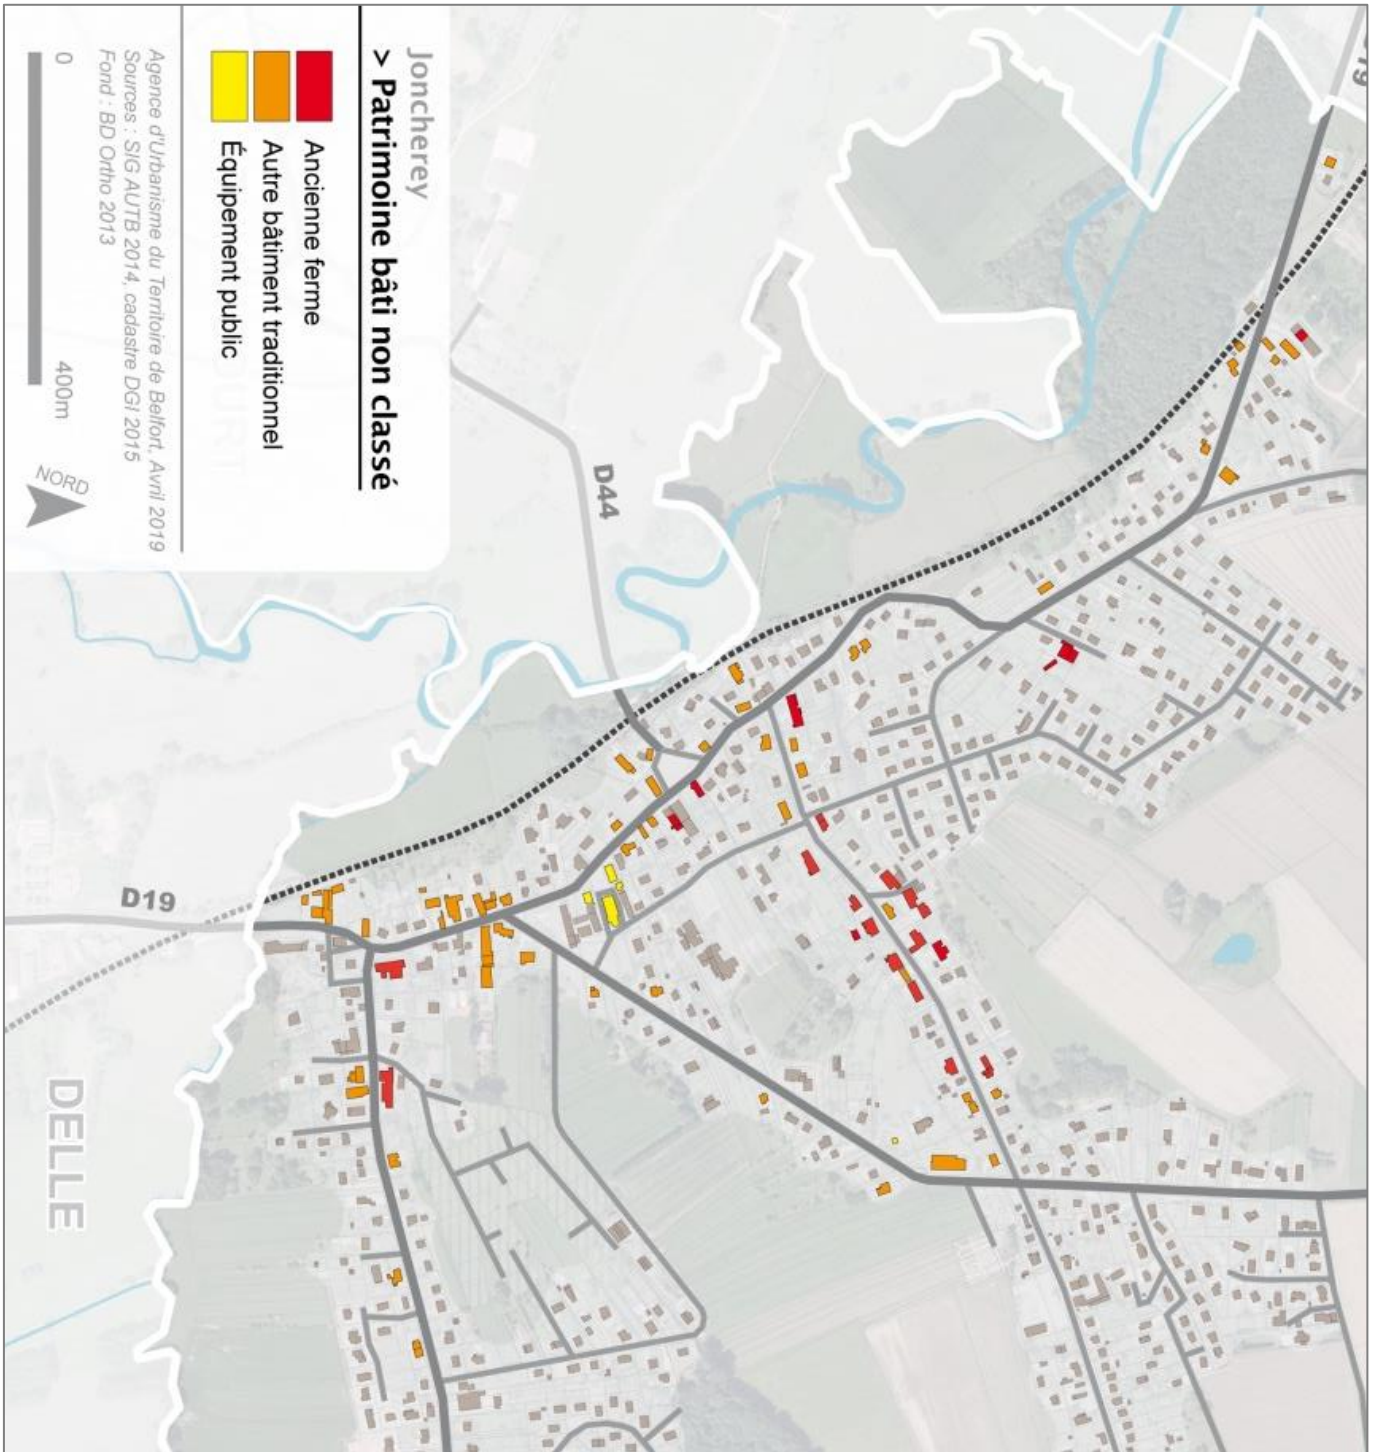 Joncherey
> Patrimoine bâti non classé
Ancienne ferme
Autre bâtiment traditionnel
Équipement public
Agence d'Urbanisme du Territoire de Belfort, Avril 2019
Sources : SIG AUTB 2014, cadastre DGI 2015
Fond : BD Ortho 2013
0
400m
NORD
D44
D19
DELLE